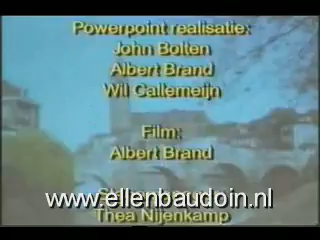 Powerpoint realisatie:
John Bolten
Albert Brand
Wil Callemeijn
Film:
Albert Brand
www.ellenbaudoin.nl
Thea Nijenkamp